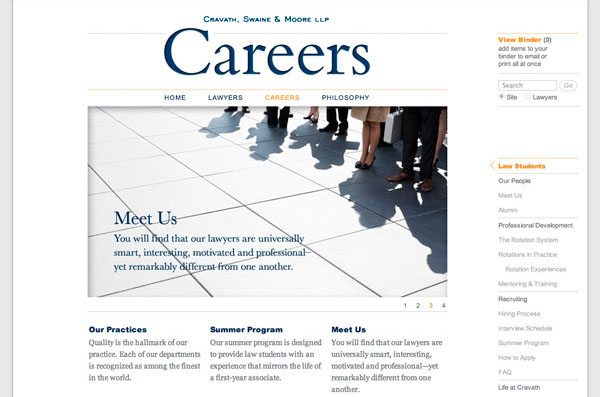 CRAVATH, SWAINE & MOORE LLP
Careers
HOME LAWYERS CAREERS PHILOSOPHY
Meet Us
You will find that our lawyers are universally
smart, interesting, motivated and professional–
yet remarkably different from one another.
1 2 3 4
Our Practices
Quality is the hallmark of our
practice. Each of our departments
is recognized as among the finest
in the world.
Summer Program
Our summer program is designed
to provide law students with an
experience that mirrors the life of
a first-year associate.
Meet Us
You will find that our lawyers are
universally smart, interesting,
motivated and professional—yet
remarkably different from one
another.
View Binder (0)
add items to your
binder to email or
print all at once
Search Go
Site Lawyers
Law Students
Our People
Meet Us
Alumni
Professional Development
The Rotation System
Rotations in Practice
Rotation Experiences
Mentoring & Training
Recruiting
Hiring Process
Interview Schedule
Summer Program
How to Apply
FAQ
Life at Cravath